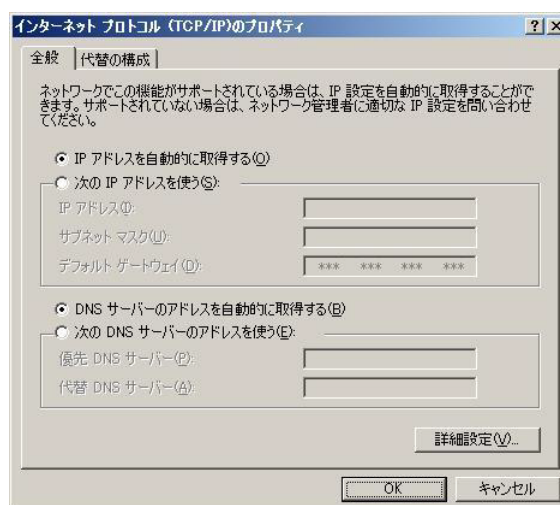 インターネット プロトコル (TCP/IP)のプロパティ
全般
代替の構成
ネットワークでこの機能がサポートされている場合は、IP 設定を自動的に取得することがで
きます。サポートされていない場合は、ネットワーク管理者に適切な IP 設定を問い合わせ
てください。
IP アドレスを自動的に取得する(O)
次の IP アドレスを使う(S):
IP アドレス(I):
サブネット マスク(U):
デフォルト ゲートウェイ(D):
*** *** *** ***
DNS サーバーのアドレスを自動的に取得する(B)
次の DNS サーバーのアドレスを使う(E):
優先 DNS サーバー(P):
代替 DNS サーバー(A):
詳細設定(V)...
OK
キャンセル